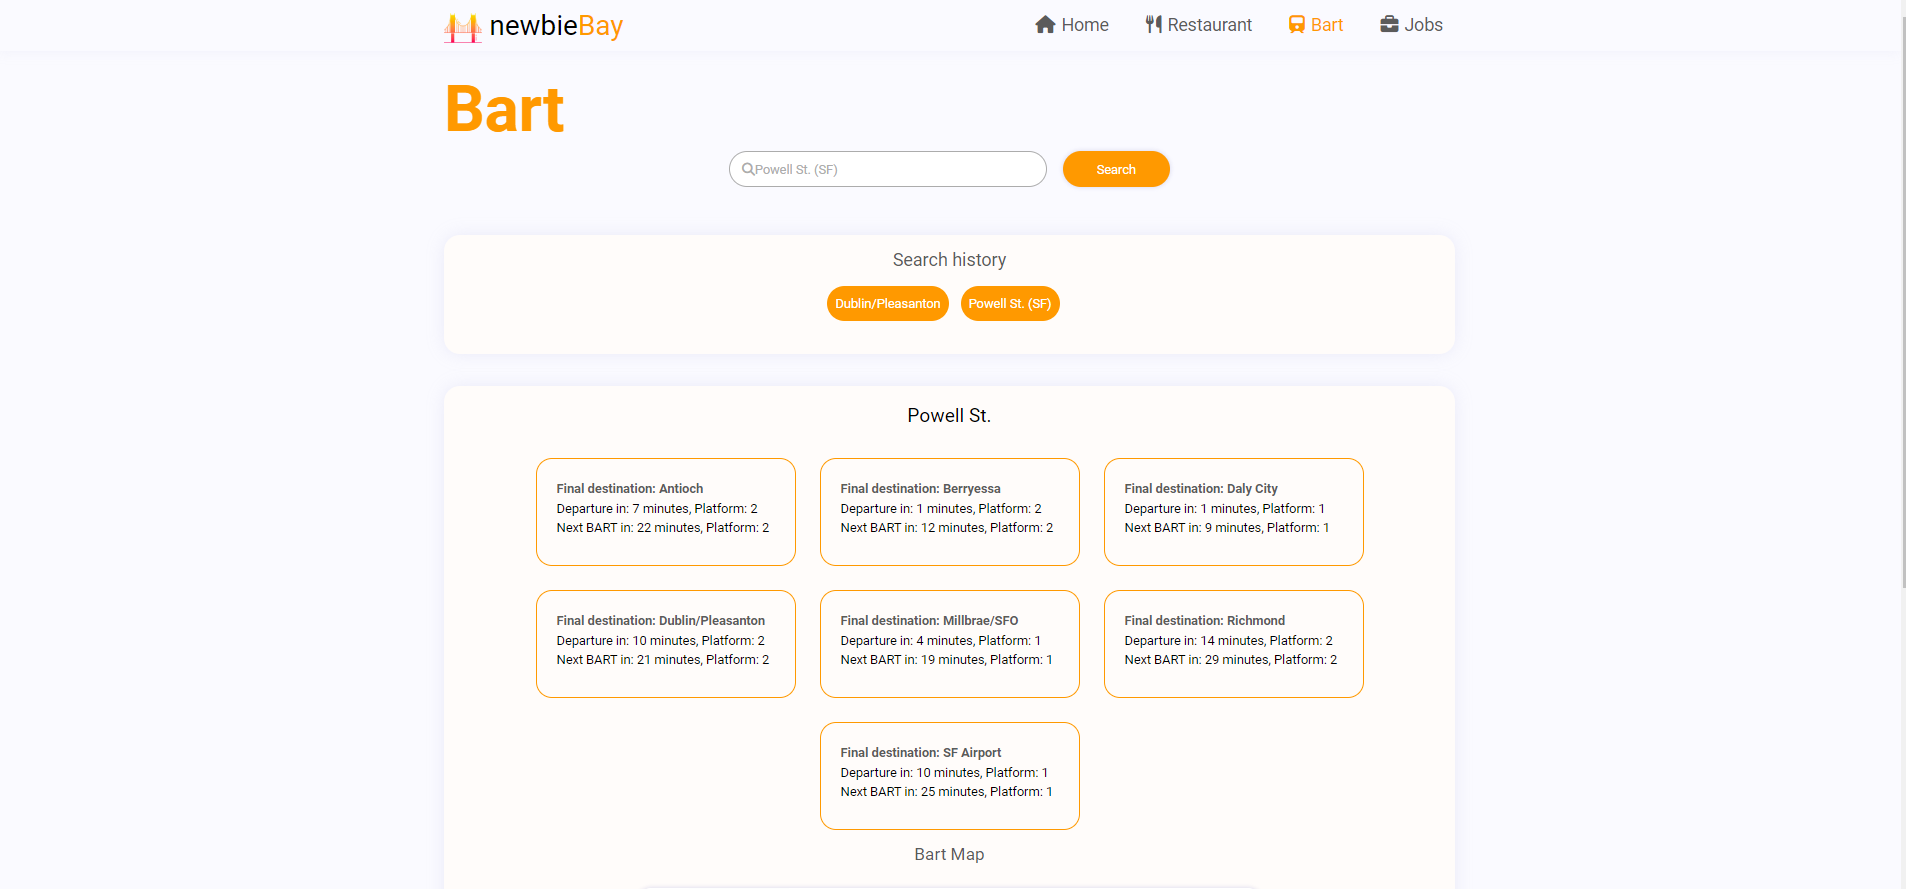 newbieBay
Home Restaurant Bart Jobs
Bart
Powell St. (SF) Search
Search history
Dublin/Pleasanton Powell St. (SF)
Powell St.
Final destination: Antioch
Departure in: 7 minutes, Platform: 2
Next BART in: 22 minutes, Platform: 2
Final destination: Berryessa
Departure in: 1 minutes, Platform: 2
Next BART in: 12 minutes, Platform: 2
Final destination: Daly City
Departure in: 1 minutes, Platform: 1
Next BART in: 9 minutes, Platform: 1
Final destination: Dublin/Pleasanton
Departure in: 10 minutes, Platform: 2
Next BART in: 21 minutes, Platform: 2
Final destination: Millbrae/SFO
Departure in: 4 minutes, Platform: 1
Next BART in: 19 minutes, Platform: 1
Final destination: Richmond
Departure in: 14 minutes, Platform: 2
Next BART in: 29 minutes, Platform: 2
Final destination: SF Airport
Departure in: 10 minutes, Platform: 1
Next BART in: 25 minutes, Platform: 1
Bart Map